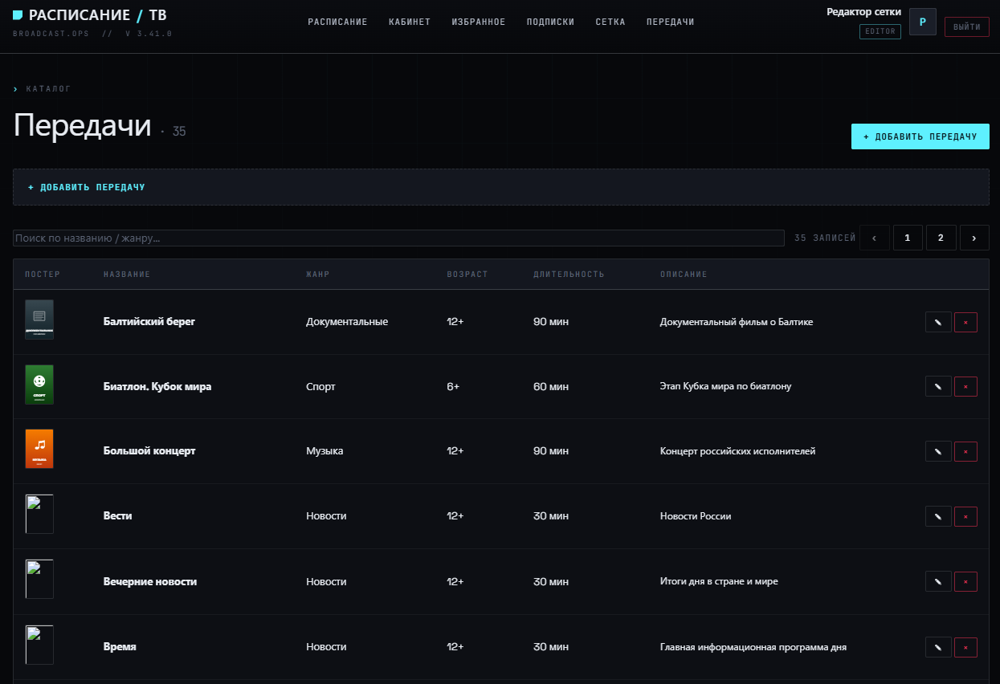 РАСПИСАНИЕ / ТВ
BROADCAST.OPS // V 3.41.0
РАСПИСАНИЕ КАБИНЕТ ИЗБРАННОЕ ПОДПИСКИ СЕТКА ПЕРЕДАЧИ
Редактор сетки
EDITOR
Р
ВЫЙТИ
› КАТАЛОГ
Передачи · 35
+ ДОБАВИТЬ ПЕРЕДАЧУ
+ ДОБАВИТЬ ПЕРЕДАЧУ
Поиск по названию / жанру...
35 ЗАПИСЕЙ ‹ 1 2 ›
ПОСТЕР НАЗВАНИЕ ЖАНР ВОЗРАСТ ДЛИТЕЛЬНОСТЬ ОПИСАНИЕ
Балтийский берег Документальные 12+ 90 мин Документальный фильм о Балтике
СПОРТ
Биатлон. Кубок мира Спорт 6+ 60 мин Этап Кубка мира по биатлону
Большой концерт Музыка 12+ 90 мин Концерт российских исполнителей
Вести Новости 12+ 30 мин Новости России
Вечерние новости Новости 12+ 30 мин Итоги дня в стране и мире
Время Новости 12+ 30 мин Главная информационная программа дня